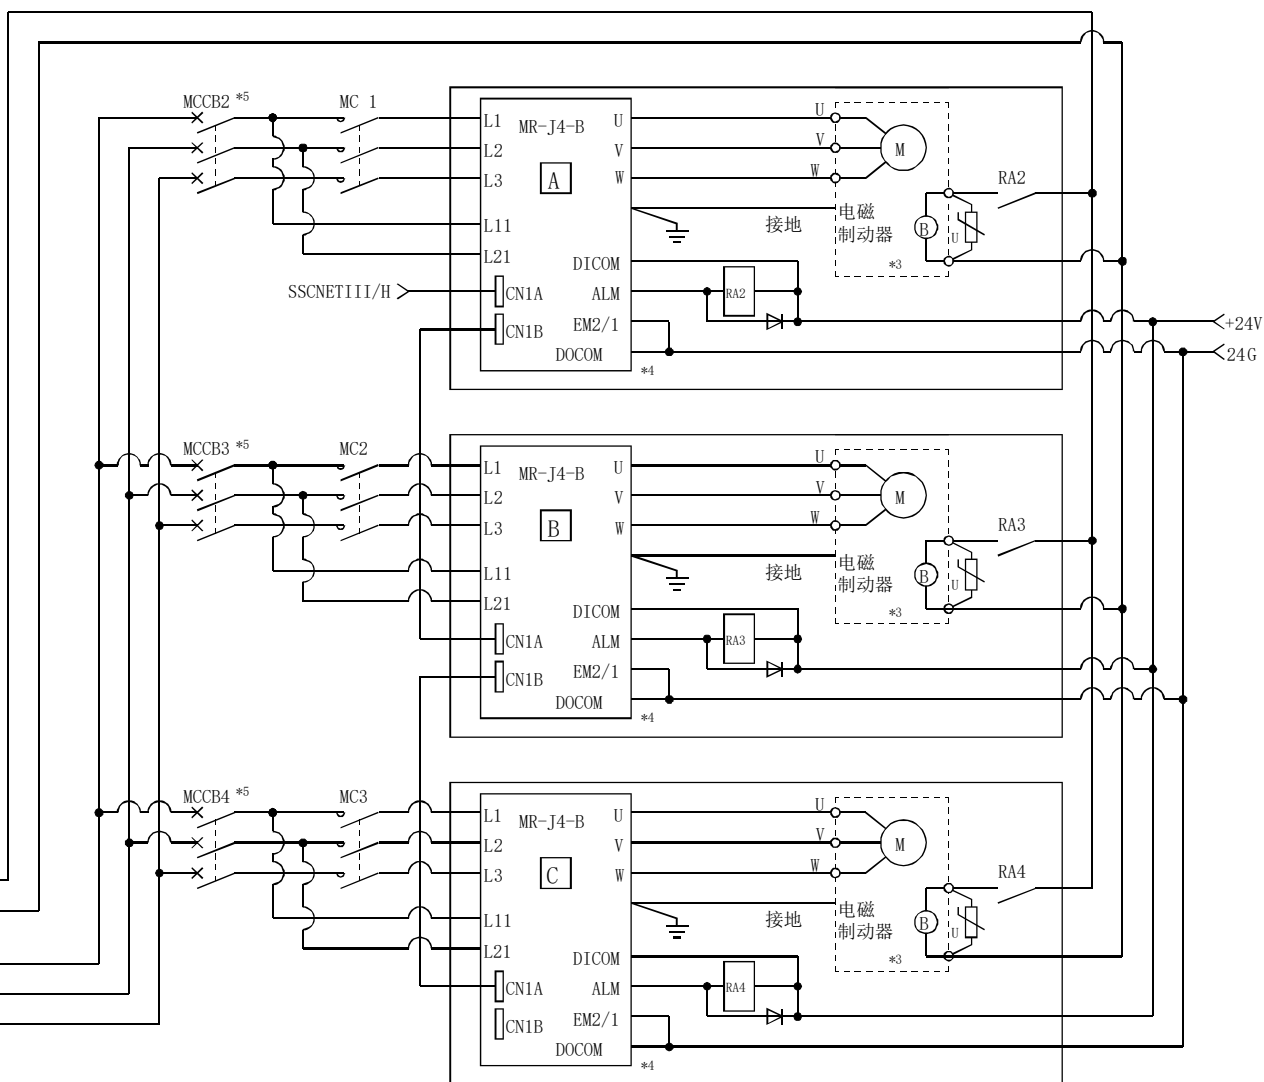 MCCB2 *5
MC 1
L1
MR-J4-B
U
U
L2
V
V
M
A
L3
W
W
RA2
L11
接地
电磁
制动器
B
U
L21
DICOM
*3
SSCNETIII/H
CN1A
ALM
RA2
CN1B
EM2/1
+24V
DOCOM
24G
*4
MCCB3 *5
MC2
L1
MR-J4-B
U
U
L2
V
V
M
B
L3
W
W
RA3
L11
接地
电磁
制动器
B
U
L21
DICOM
*3
CN1A
ALM
RA3
CN1B
EM2/1
DOCOM
*4
MCCB4 *5
MC3
L1
MR-J4-B
U
U
L2
V
V
M
C
L3
W
W
RA4
L11
接地
电磁
制动器
B
U
L21
DICOM
*3
CN1A
ALM
RA4
CN1B
EM2/1
DOCOM
*4